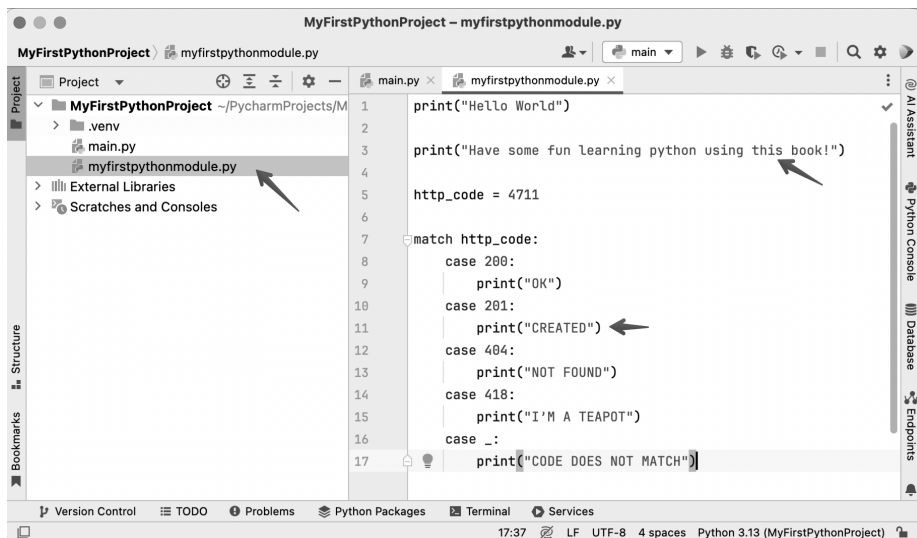 MyFirstPythonProject – myfirstpythonmodule.py
MyFirstPythonProject myfirstpythonmodule.py main
Project
Project
MyFirstPythonProject ~/PycharmProjects/M
.venv
main.py
myfirstpythonmodule.py
External Libraries
Scratches and Consoles
Structure
Bookmarks
main.py myfirstpythonmodule.py
1 print("Hello World")
2
3 print("Have some fun learning python using this book!")
4
5 http_code = 4711
6
7 match http_code:
8 case 200:
9 print("OK")
10 case 201:
11 print("CREATED")
12 case 404:
13 print("NOT FOUND")
14 case 418:
15 print("I’M A TEAPOT")
16 case _:
17 print("CODE DOES NOT MATCH")
AI Assistant
Python Console
Database
Endpoints
Version Control TODO Problems Python Packages Terminal Services
17:37 LF UTF-8 4 spaces Python 3.13 (MyFirstPythonProject)